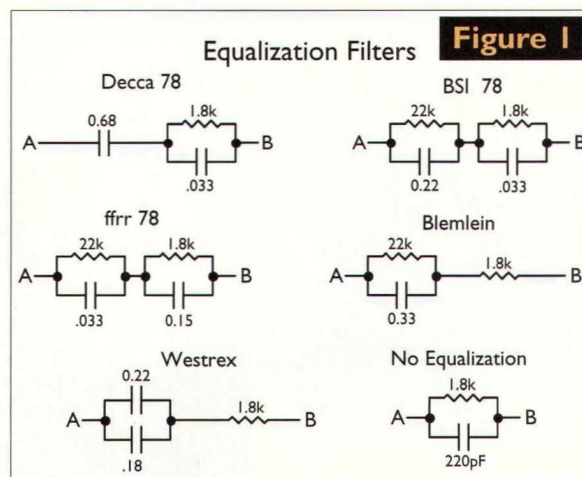 Figure 1
Equalization Filters
Decca 78
0.68
1.8k
A
B
.033
BSI 78
22k
1.8k
A
B
0.22
.033
ffrr 78
22k
1.8k
A
B
.033
0.15
Blemlein
22k
A
1.8k
B
0.33
Westrex
0.22
A
1.8k
B
.18
No Equalization
1.8k
A
B
220pF